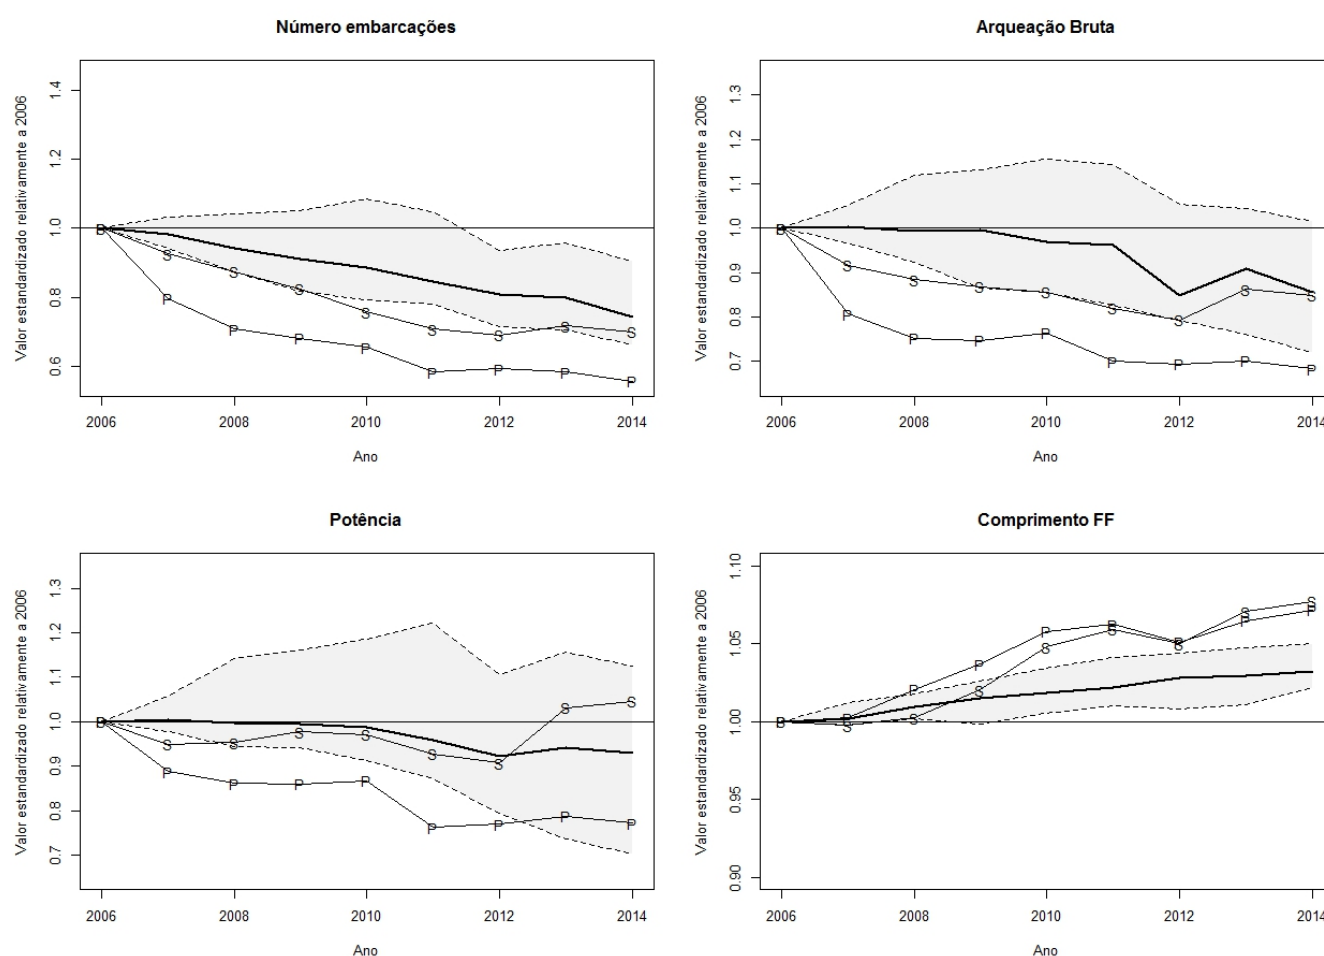 Número embarcações
Valor estandardizado relativamente a 2006
1.4
1.2
1.0
0.8
0.6
P S
S S S S S S S S
P P P P P P P P
2006 2008 2010 2012 2014
Ano
Arqueação Bruta
Valor estandardizado relativamente a 2006
1.3
1.2
1.1
1.0
0.9
0.8
0.7
P S
S S S S S S S S
P P P P P P P P
2006 2008 2010 2012 2014
Ano
Potência
Valor estandardizado relativamente a 2006
1.3
1.2
1.1
1.0
0.9
0.8
0.7
P S
S S S S S S S S
P P P P P P P P
2006 2008 2010 2012 2014
Ano
Comprimento FF
Valor estandardizado relativamente a 2006
1.10
1.05
1.00
0.95
0.90
P S
P P P P P P P P
S S S S S S S S
2006 2008 2010 2012 2014
Ano